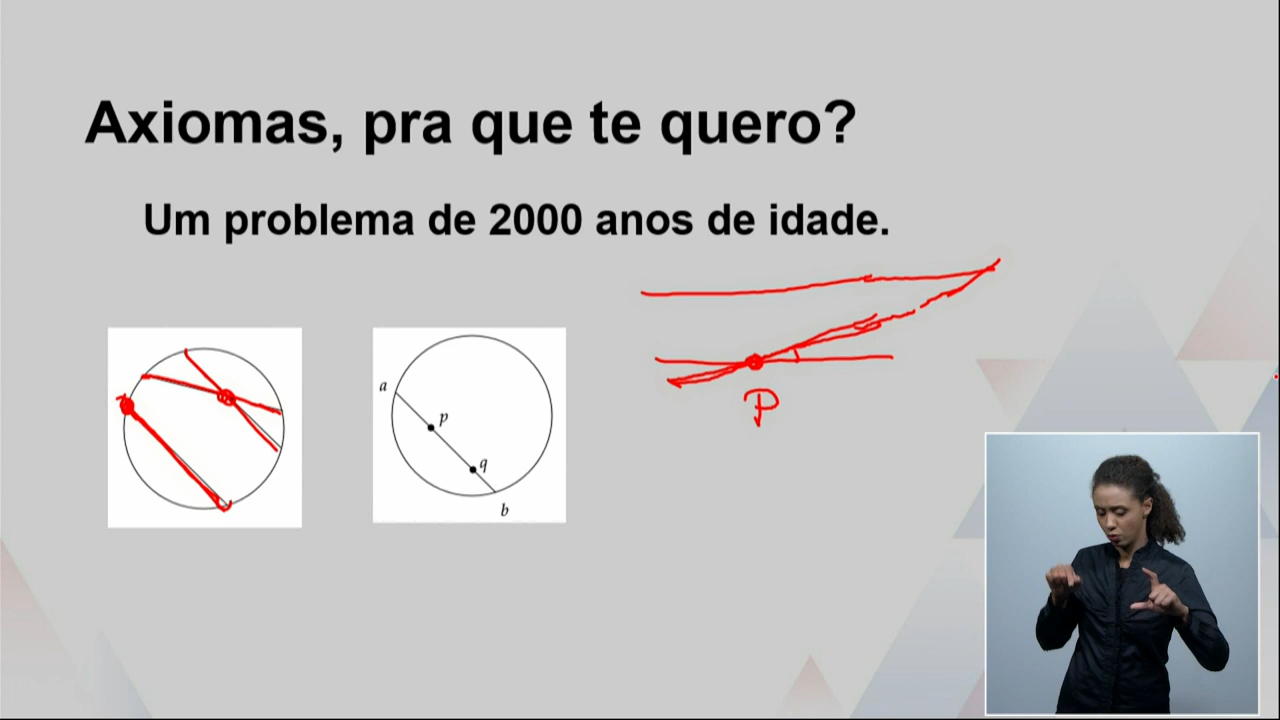 Axiomas, pra que te quero?
Um problema de 2000 anos de idade.
P
a
p
q
b